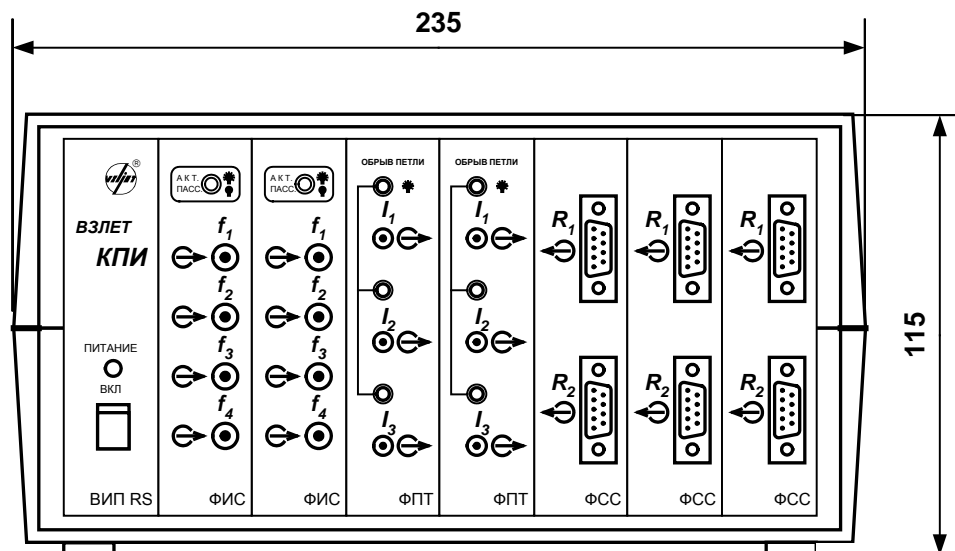 235
115
®
ВЗЛЕТ
КПИ
ПИТАНИЕ
ВКЛ
ВИП RS
АКТ.
ПАСС.
f1
f2
f3
f4
ФИС
АКТ.
ПАСС.
f1
f2
f3
f4
ФИС
ОБРЫВ ПЕТЛИ
I1
I2
I3
ФПТ
ОБРЫВ ПЕТЛИ
I1
I2
I3
ФПТ
R1
R2
ФСС
R1
R2
ФСС
R1
R2
ФСС